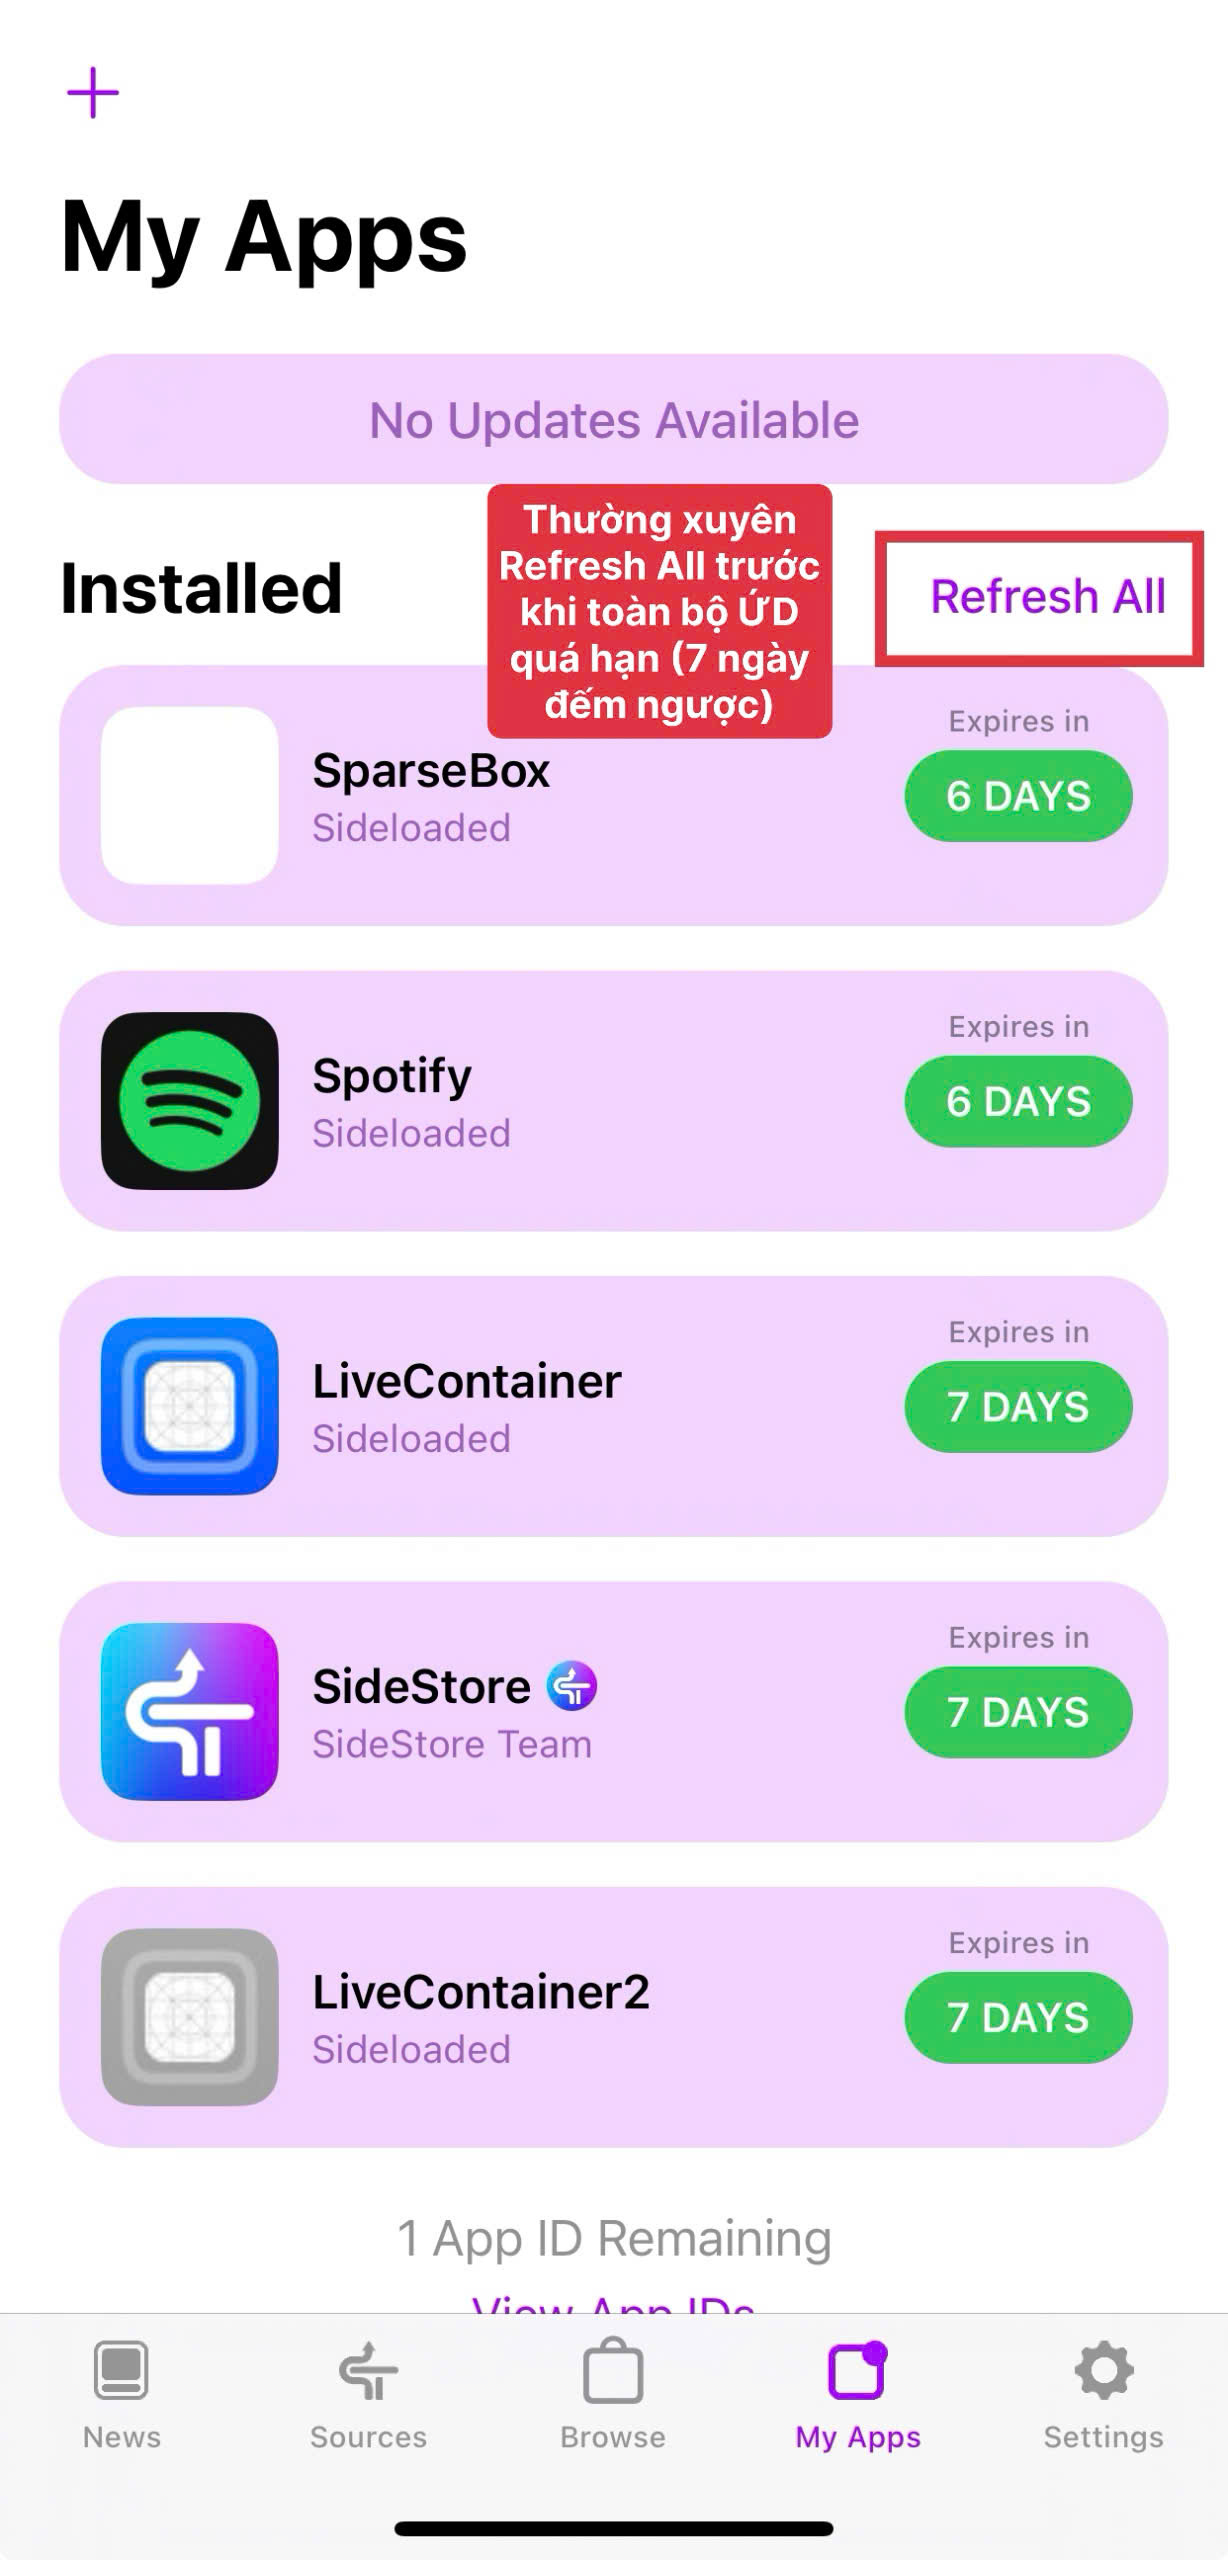 My Apps
No Updates Available
Installed
Thường xuyên
Refresh All trước
khi toàn bộ ỨD
quá hạn (7 ngày
đếm ngược)
Refresh All
SparseBox
Sideloaded
Expires in
6 DAYS
Spotify
Sideloaded
Expires in
6 DAYS
LiveContainer
Sideloaded
Expires in
7 DAYS
SideStore
SideStore Team
Expires in
7 DAYS
LiveContainer2
Sideloaded
Expires in
7 DAYS
1 App ID Remaining
View App IDs
News
Sources
Browse
My Apps
Settings